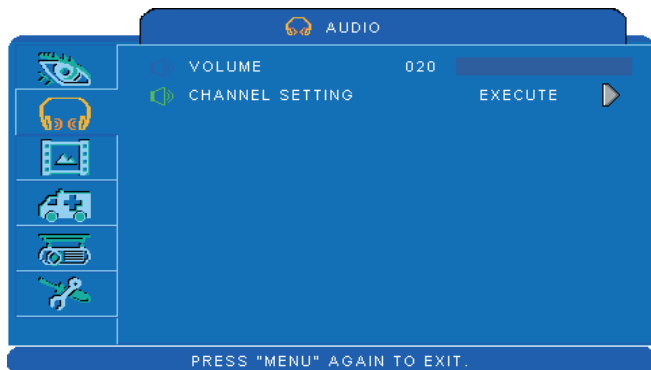 AUDIO
VOLUME 020
CHANNEL SETTING EXECUTE
PRESS "MENU" AGAIN TO EXIT.